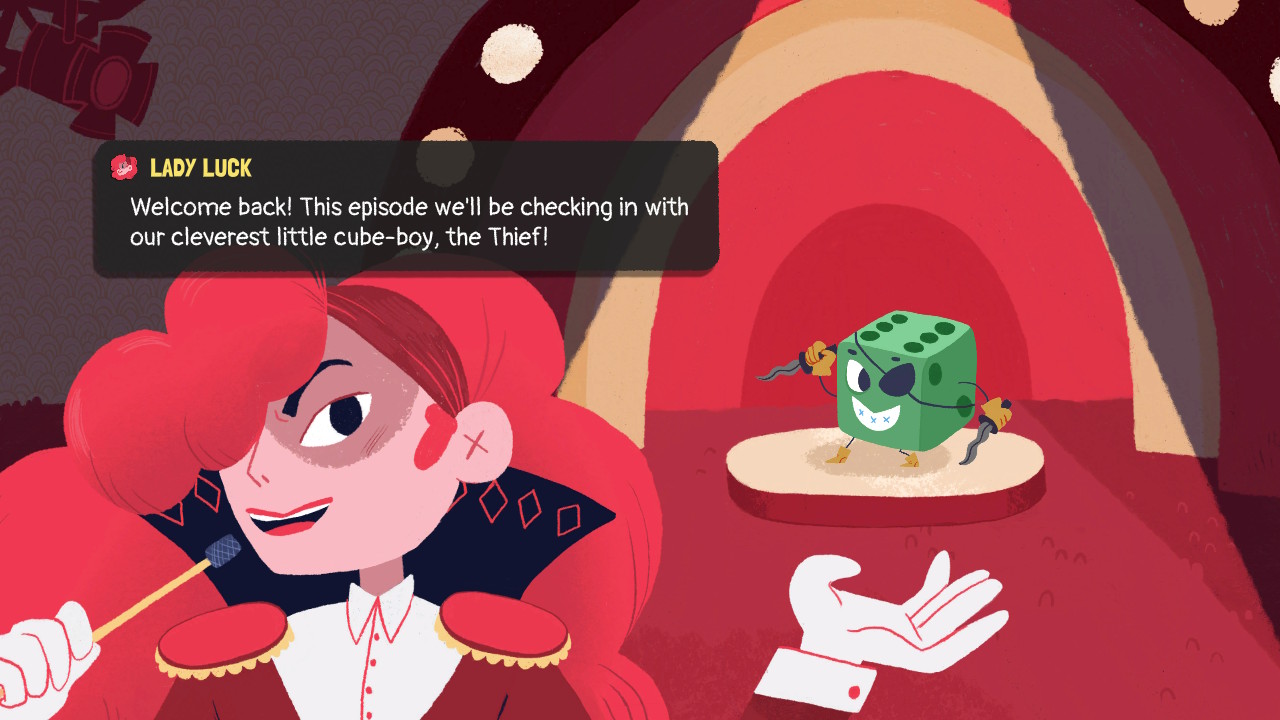 LADY LUCK
Welcome back! This episode we'll be checking in with
our cleverest little cube-boy, the Thief!